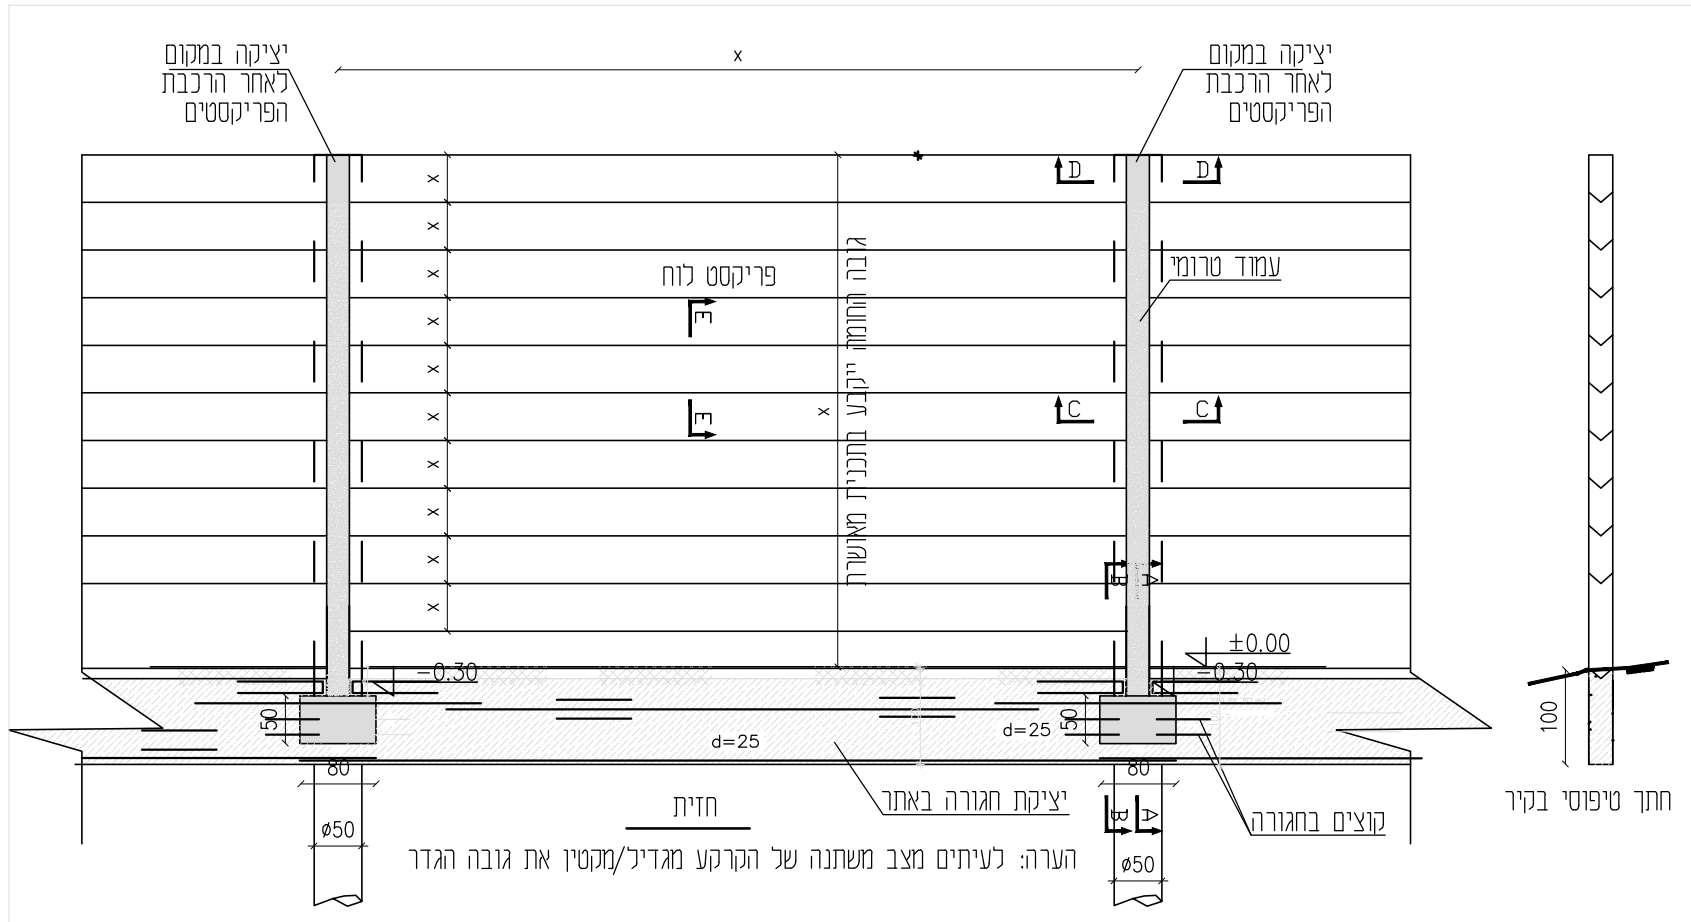 יציקה במקום
לאחר הרכבת
הפריקסטים
x
יציקה במקום
לאחר הרכבת
הפריקסטים
D
D
x
x
x
x
x
x
x
x
x
x
פריקסט לוח
E
E
x
גובה החומה ייקבע בתכנית מאושרת
עמוד טרומי
C
C
B
A
±0.00
-0.30
-0.30
50
50
d=25
d=25
80
80
100
יציקת חגורה באתר
קוצים בחגורה
חתך טיפוסי בקיר
חזית
B
A
ø50
ø50
הערה: לעיתים מצב משתנה של הקרקע מגדיל/מקטין את גובה הגדר